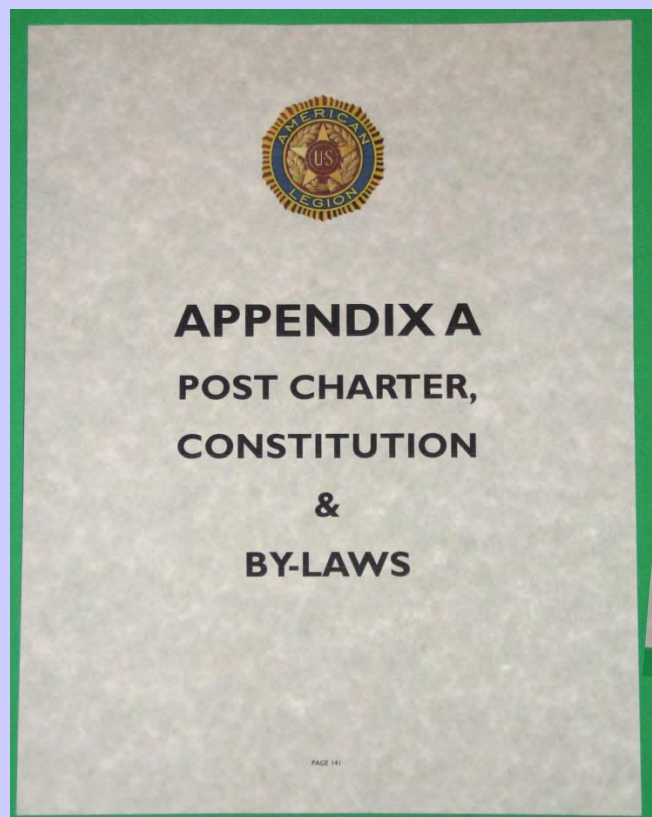 AMERICAN
US
LEGION
APPENDIX A
POST CHARTER,
CONSTITUTION
&
BY-LAWS
PAGE 141